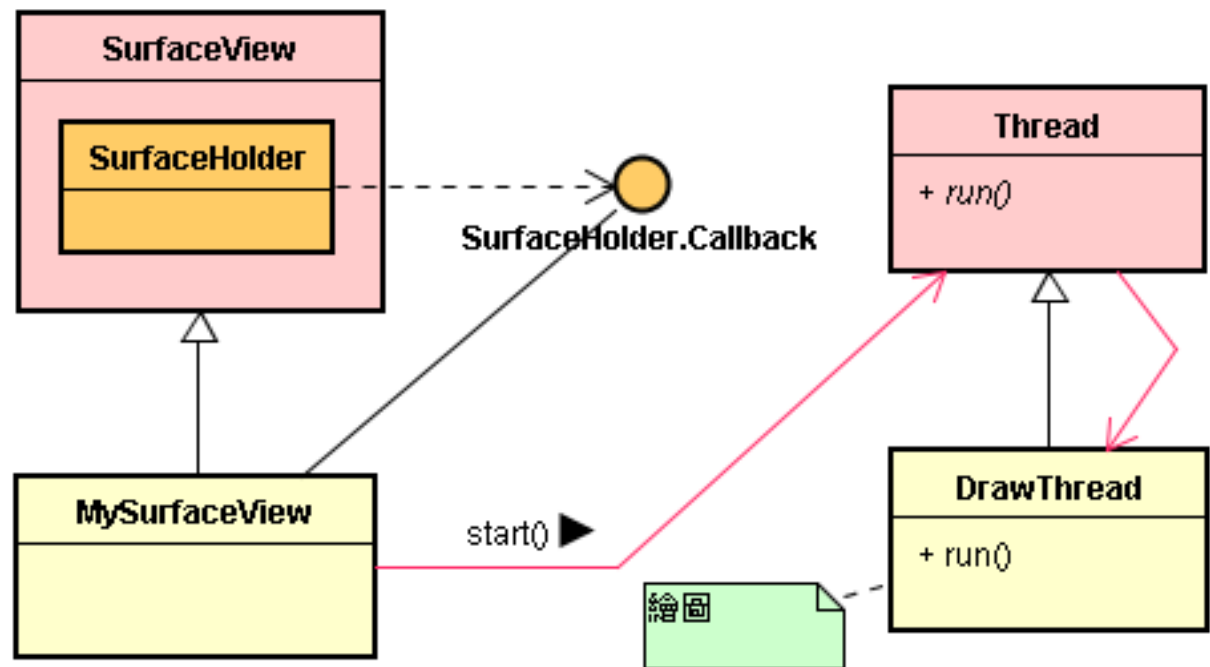 SurfaceView
SurfaceHolder
SurfaceHolder.Callback
Thread
+ run()
MySurfaceView
start()
DrawThread
+ run()
繪圖